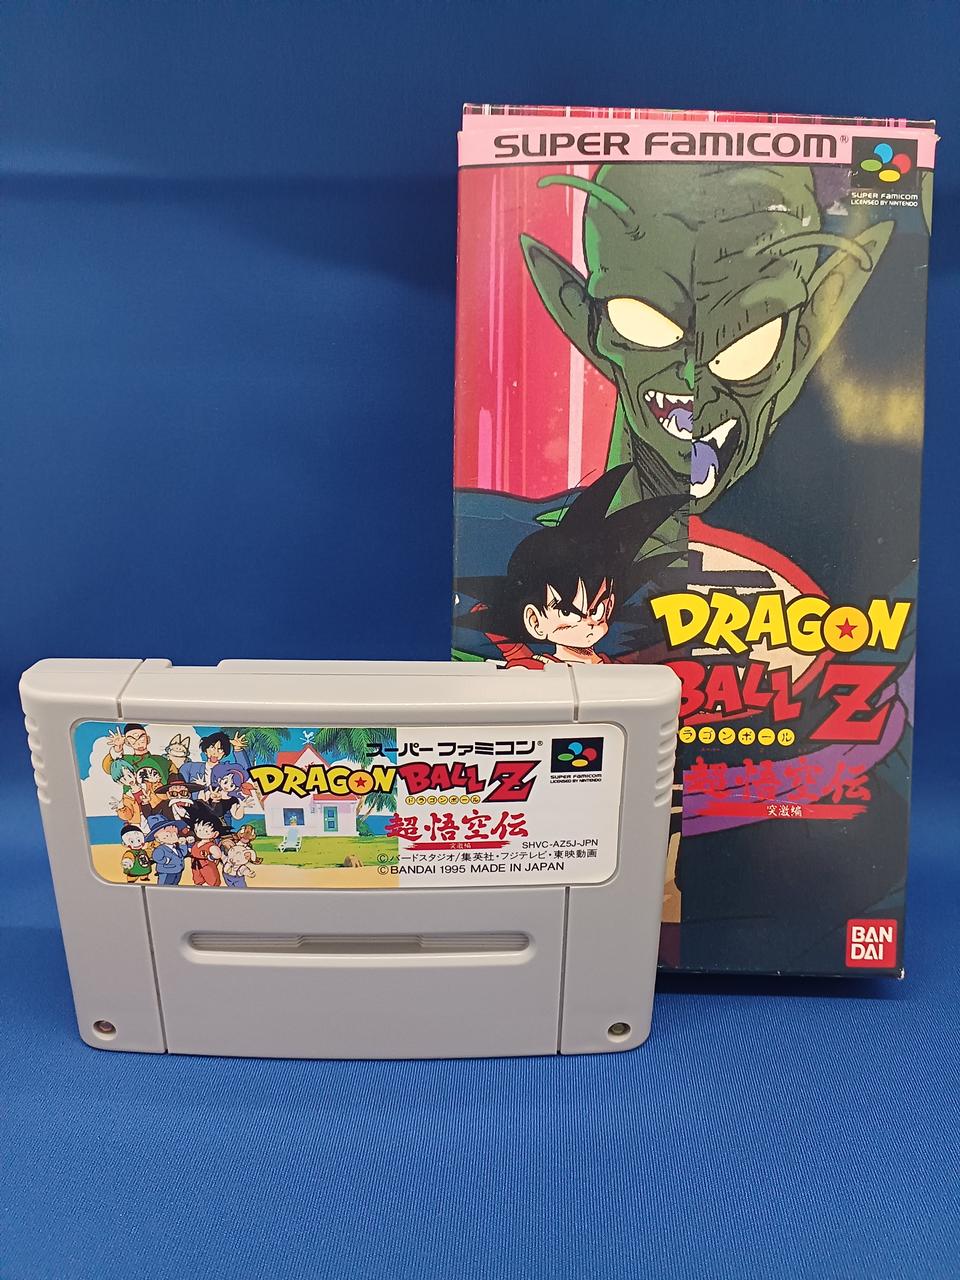 SUPER FAMICOM®
SUPER FAMICOM
LICENSED BY NINTENDO
DRAGON
BALL Z
ラゴンボール
超悟空伝
突激編
BAN
DAI
スーパーファミコン®
SUPER FAMICOM
LICENSED BY NINTENDO
DRAGON BALL Z
ドラゴンボール
超悟空伝
突激編
SHVC-AZ5J-JPN
©バードスタジオ/集英社・フジテレビ・東映動画
©BANDAI 1995 MADE IN JAPAN